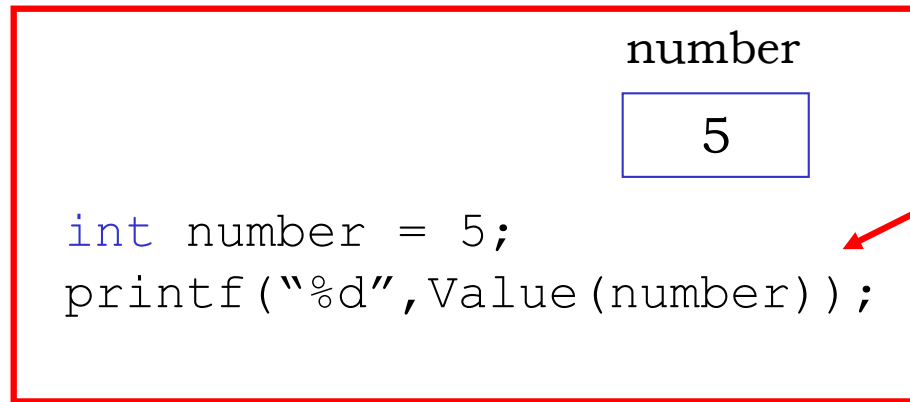 number
5
int number = 5;
printf(“%d”,Value(number));